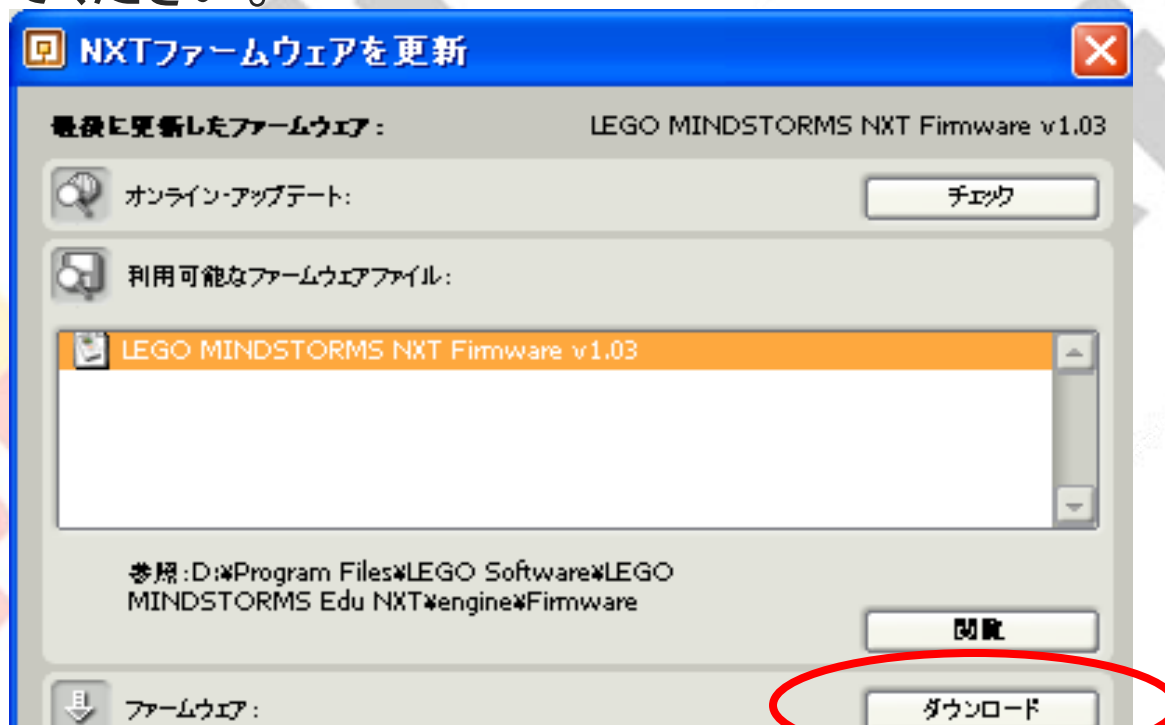 てください。
NXTファームウェアを更新
最後に更新したファームウェア: LEGO MINDSTORMS NXT Firmware v1.03
オンライン・アップデート: チェック
利用可能なファームウェアファイル:
LEGO MINDSTORMS NXT Firmware v1.03
参照:D:¥Program Files¥LEGO Software¥LEGO
MINDSTORMS Edu NXT¥engine¥Firmware
閲覧
ファームウェア: ダウンロード